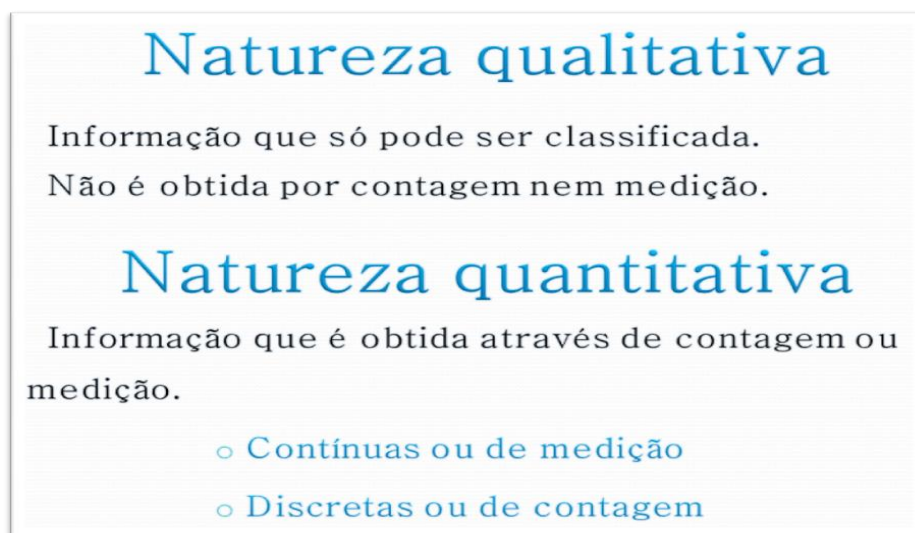 Natureza qualitativa
Informação que só pode ser classificada.
Não é obtida por contagem nem medição.
Natureza quantitativa
Informação que é obtida através de contagem ou
medição.
o Contínuas ou de medição
o Discretas ou de contagem